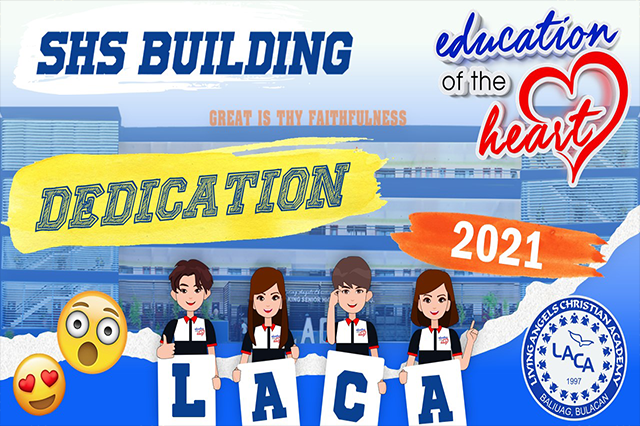 SHS BUILDING
education
of the
heart
GREAT IS THY FAITHFULNESS
DEDICATION
2021
L A C A
LIVING ANGELS CHRISTIAN ACADEMY
LACA
1997
BALIUAG, BULACAN